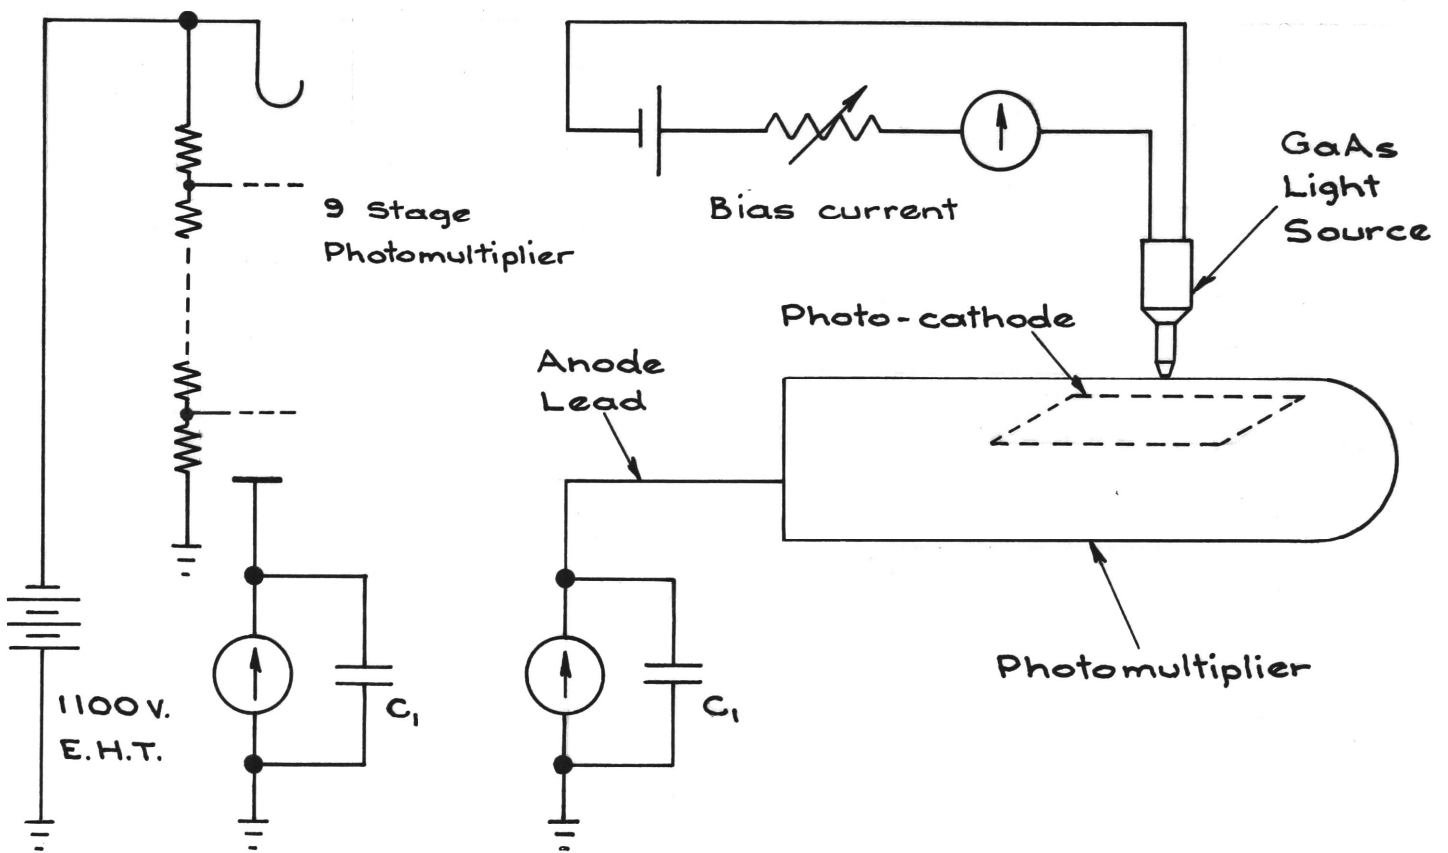 9 Stage
Photomultiplier
Bias current
GaAs
Light
Source
Photo-cathode
Anode
Lead
1100 V.
E.H.T.
C₁
C₁
Photomultiplier